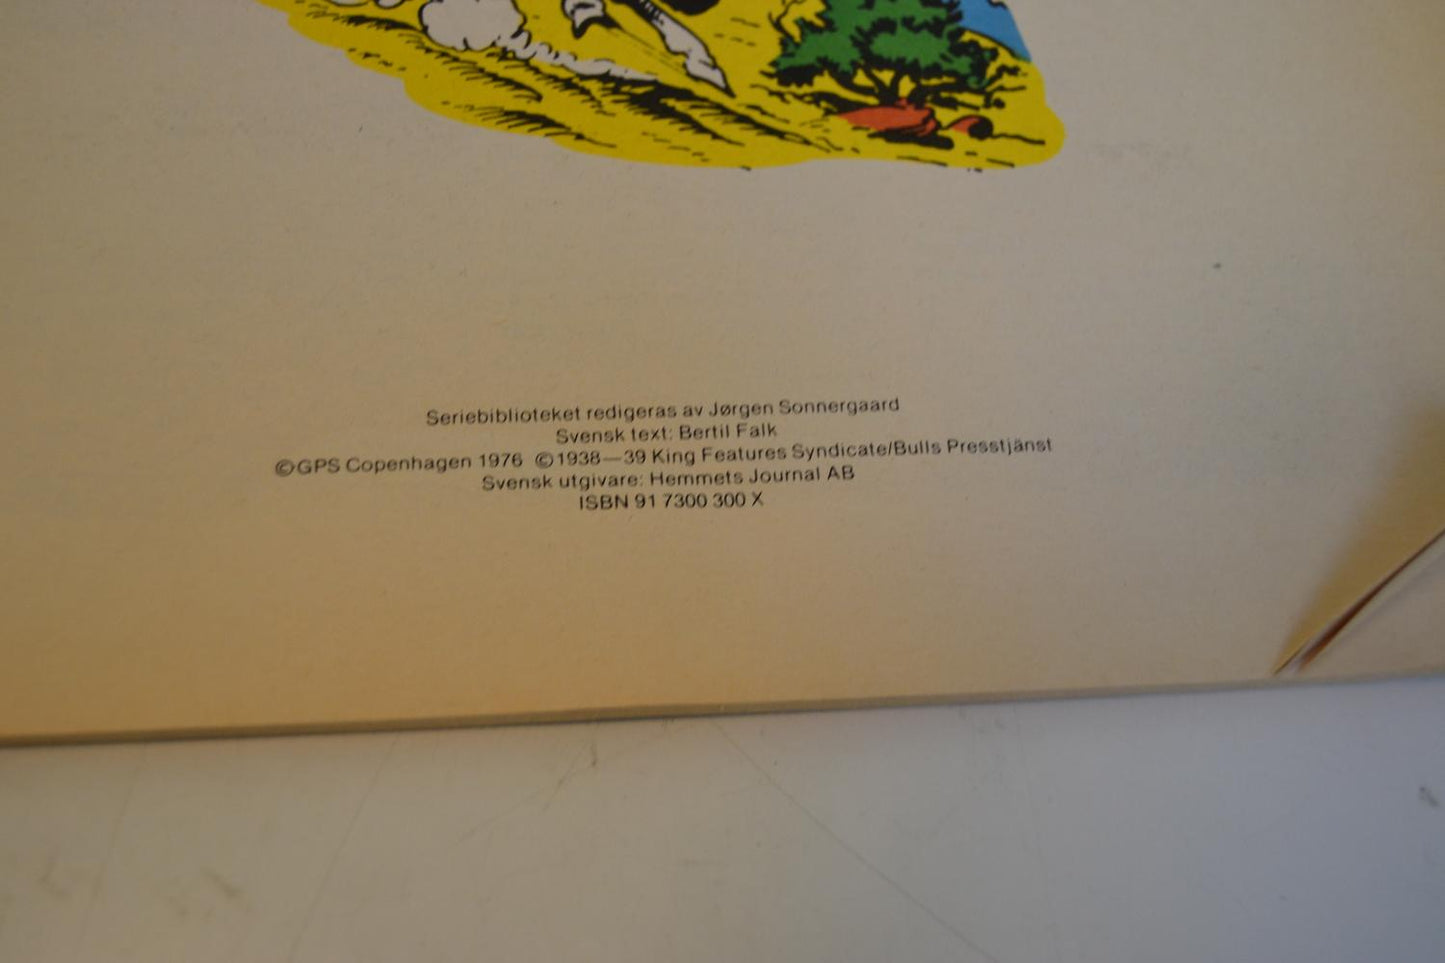 Seriebiblioteket redigeras av Jørgen Sonnergaard
Svensk text: Bertil Falk
©GPS Copenhagen 1976 ©1938—39 King Features Syndicate/Bulls Presstjänst
Svensk utgivare: Hemmets Journal AB
ISBN 91 7300 300 X